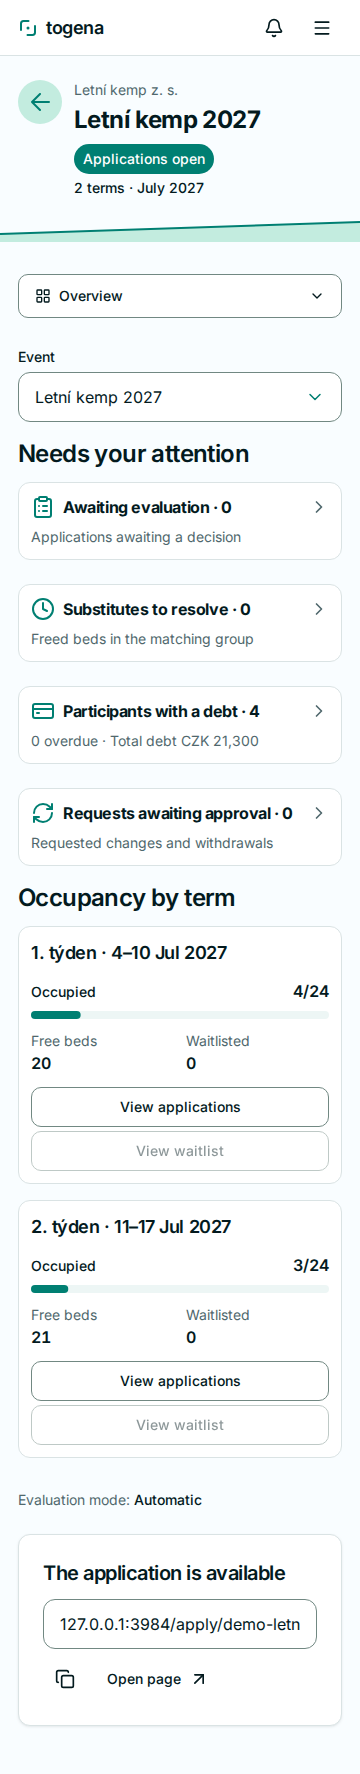 togena
Letní kemp z. s.
Letní kemp 2027
Applications open
2 terms · July 2027
Overview
Event
Letní kemp 2027
Needs your attention
Awaiting evaluation · 0
Applications awaiting a decision
Substitutes to resolve · 0
Freed beds in the matching group
Participants with a debt · 4
0 overdue · Total debt CZK 21,300
Requests awaiting approval · 0
Requested changes and withdrawals
Occupancy by term
1. týden · 4–10 Jul 2027
Occupied 4/24
Free beds Waitlisted
20 0
View applications
View waitlist
2. týden · 11–17 Jul 2027
Occupied 3/24
Free beds Waitlisted
21 0
View applications
View waitlist
Evaluation mode: Automatic
The application is available
127.0.0.1:3984/apply/demo-letn
Open page